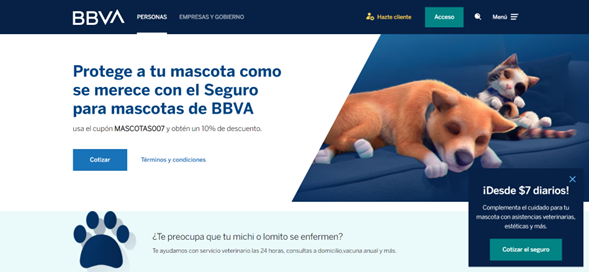 BBVA
PERSONAS
EMPRESAS Y GOBIERNO
Hazte cliente
Acceso
Menú
Protege a tu mascota como
se merece con el Seguro
para mascotas de BBVA
usa el cupón MASCOTAS007 y obtén un 10% de descuento.
Cotizar
Términos y condiciones
¡Desde $7 diarios!
Complementa el cuidado para tu
mascota con asistencias veterinarias,
estéticas y más.
Cotizar el seguro
¿Te preocupa que tu michi o lomito se enfermen?
Te ayudamos con servicio veterinario las 24 horas, consultas a domicilio,vacuna anual y más.